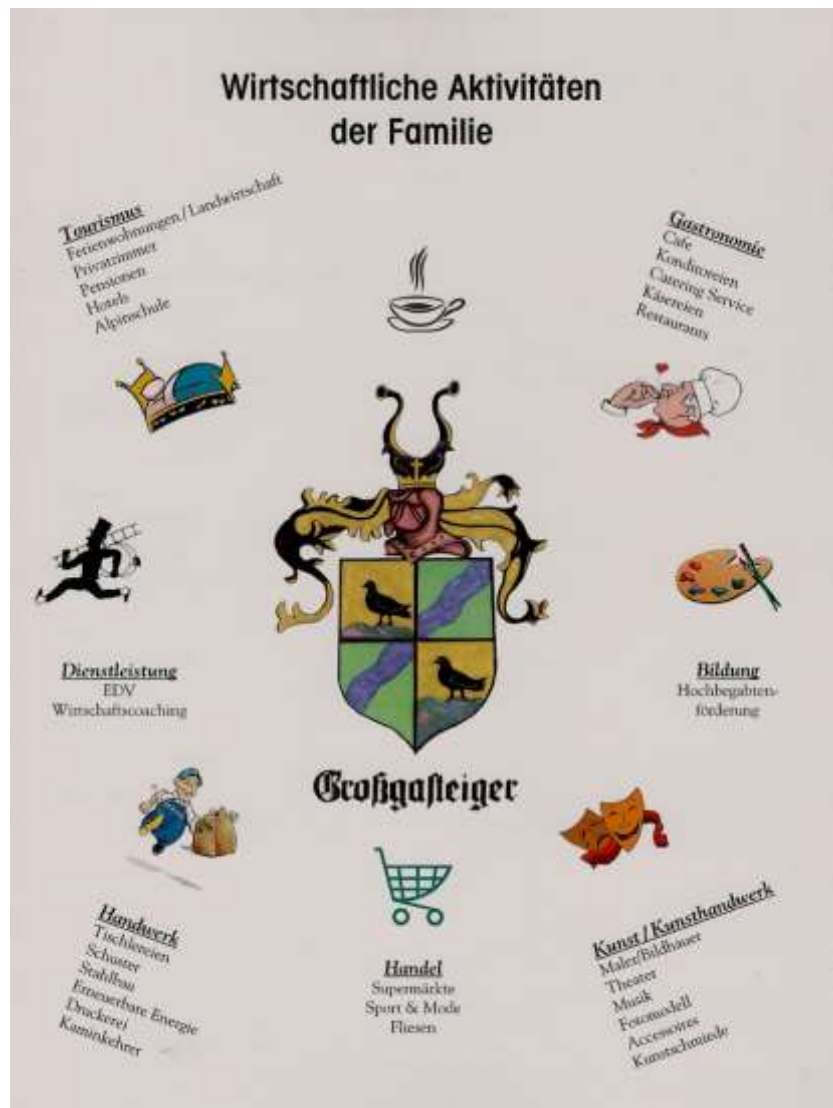 Wirtschaftliche Aktivitäten
der Familie
Tourismus
Ferienwohnungen / Landwirtschaft
Privatzimmer
Pensionen
Hotels
Alpinschule
Gastronomie
Cafe
Konditoreien
Catering Service
Käsereien
Restaurants
Dienstleistung
EDV
Wirtschaftscoaching
Bildung
Hochbegabten-
förderung
Großgasteiger
Handwerk
Tischlereien
Schuster
Stahlbau
Erneuerbare Energie
Druckerei
Kaminkehrer
Handel
Supermärkte
Sport & Mode
Fliesen
Kunst / Kunsthandwerk
Maler/Bildhauer
Theater
Musik
Fotomodell
Accessoires
Kunstschmiede